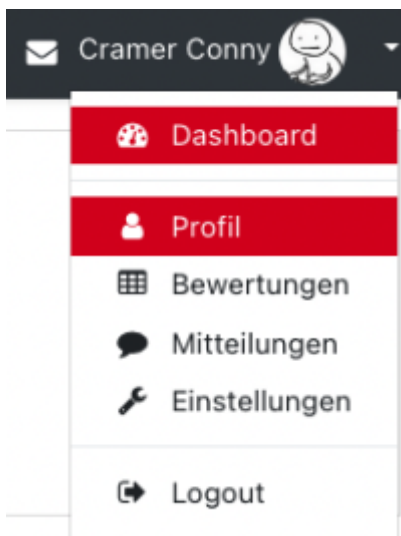 Cramer Conny
Dashboard
Profil
Bewertungen
Mitteilungen
Einstellungen
Logout